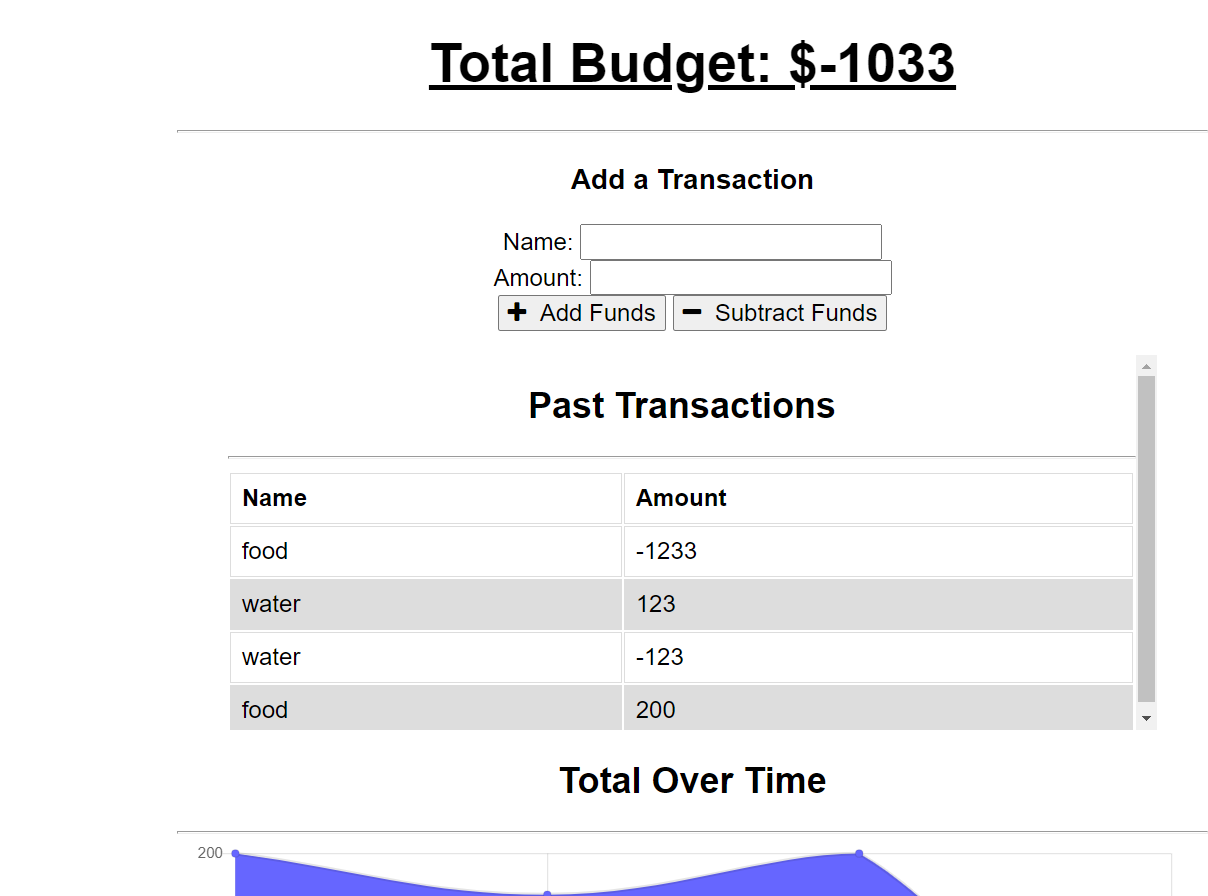 Total Budget: $-1033
Add a Transaction
Name:
Amount:
Add Funds Subtract Funds
Past Transactions
Name Amount
food -1233
water 123
water -123
food 200
Total Over Time
200